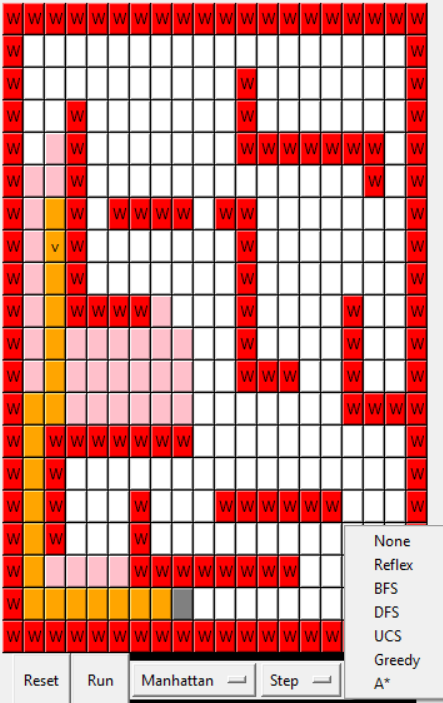 W W W W W W W W W W W W W W W W W W W W
W W
W W W
W W W W
W W W W W W W W W W
W W W W
W W W W W W W W W
W v W W W
W W W W
W W W W W W W W
W W W W
W W W W W W
W W W W W
W W W W W W W W W
W W W
W W W W W W W W W W
W W W
W W W W W W W W W
W
W W W W W W W W W W W W W W W W
None
Reflex
BFS
DFS
UCS
Greedy
A*
Reset Run Manhattan Step